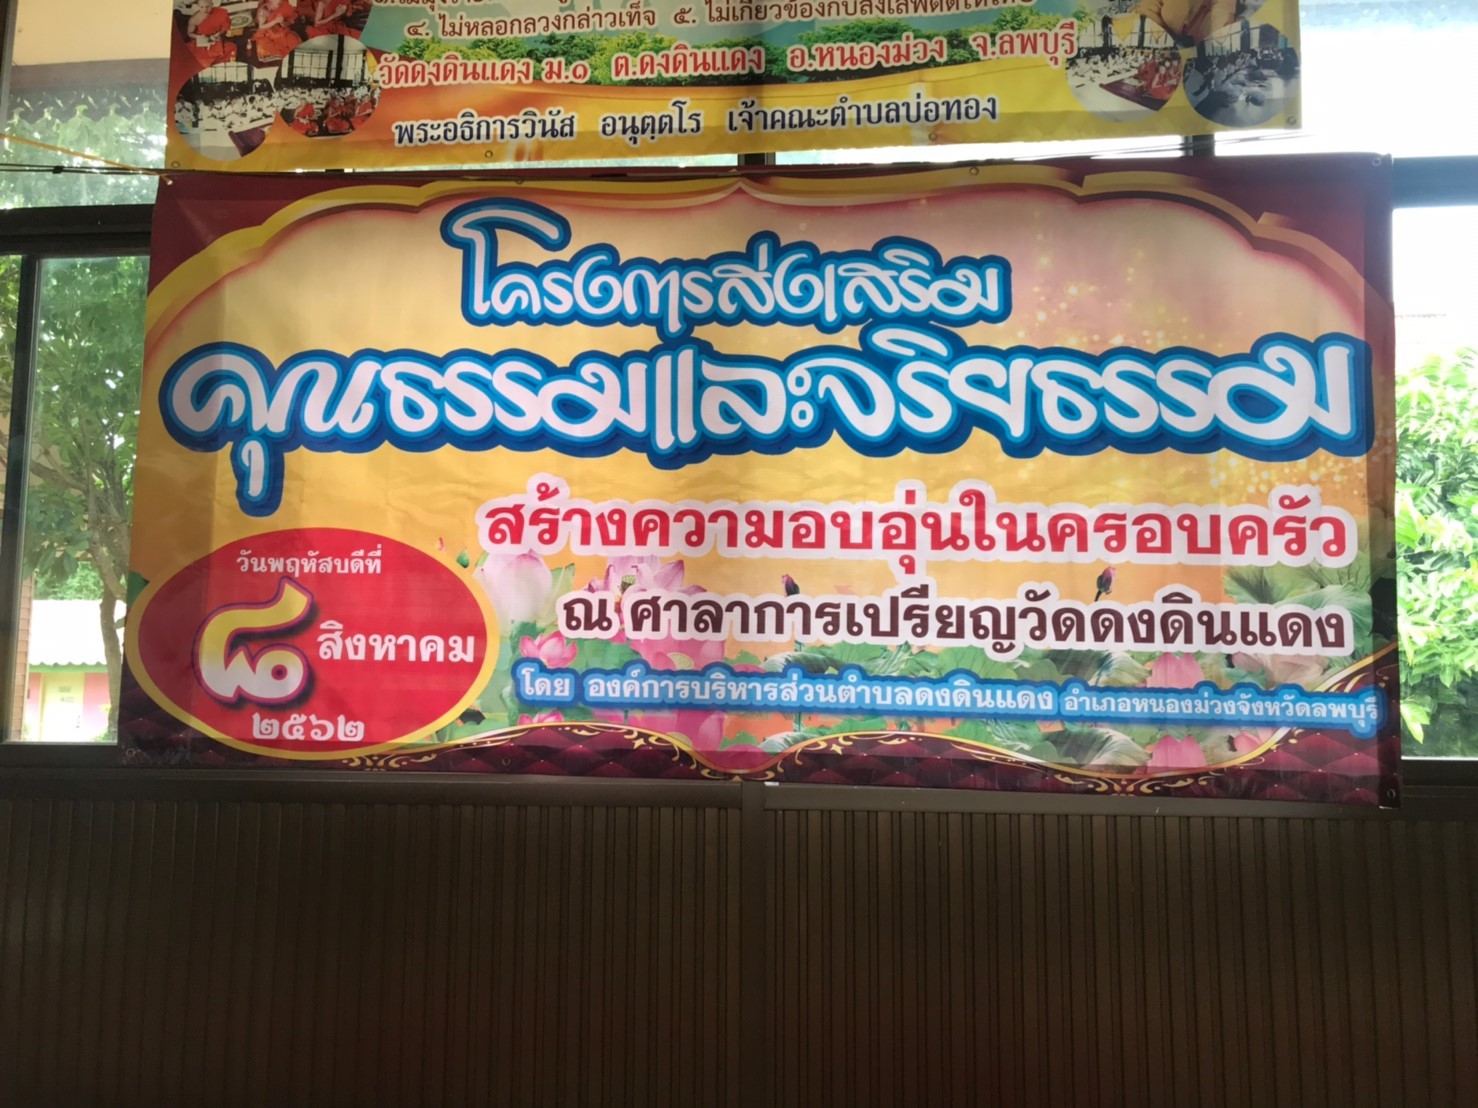 ๔. ไม่หลอกลวงกล่าวเท็จ ๕. ไม่เกี่ยวข้องกับสิ่งเสพติดให้โทษ
วัดดงดินแดง ม.๑ ต.ดงดินแดง อ.หนองม่วง จ.ลพบุรี
พระอธิการวินัส อนุตฺตโร เจ้าคณะตำบลบ่อทอง
โครงการส่งเสริม
คุณธรรมและจริยธรรม
สร้างความอบอุ่นในครอบครัว
วันพฤหัสบดีที่
๘ สิงหาคม
๒๕๖๒
ณ ศาลาการเปรียญวัดดงดินแดง
โดย องค์การบริหารส่วนตำบลดงดินแดง อำเภอหนองม่วงจังหวัดลพบุรี